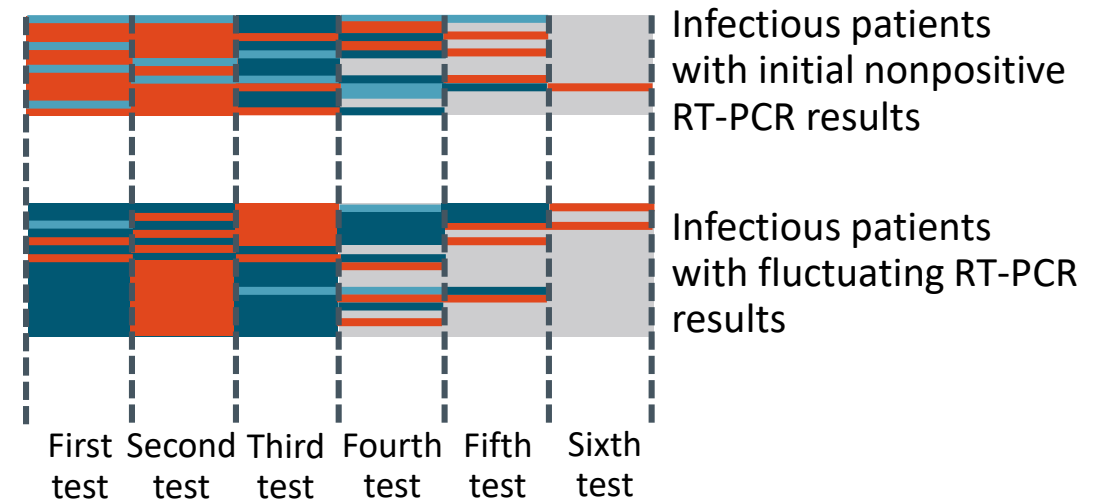 Infectious patients
with initial nonpositive
RT-PCR results
Infectious patients
with fluctuating RT-PCR
results
First Second Third Fourth Fifth Sixth
test test test test test test